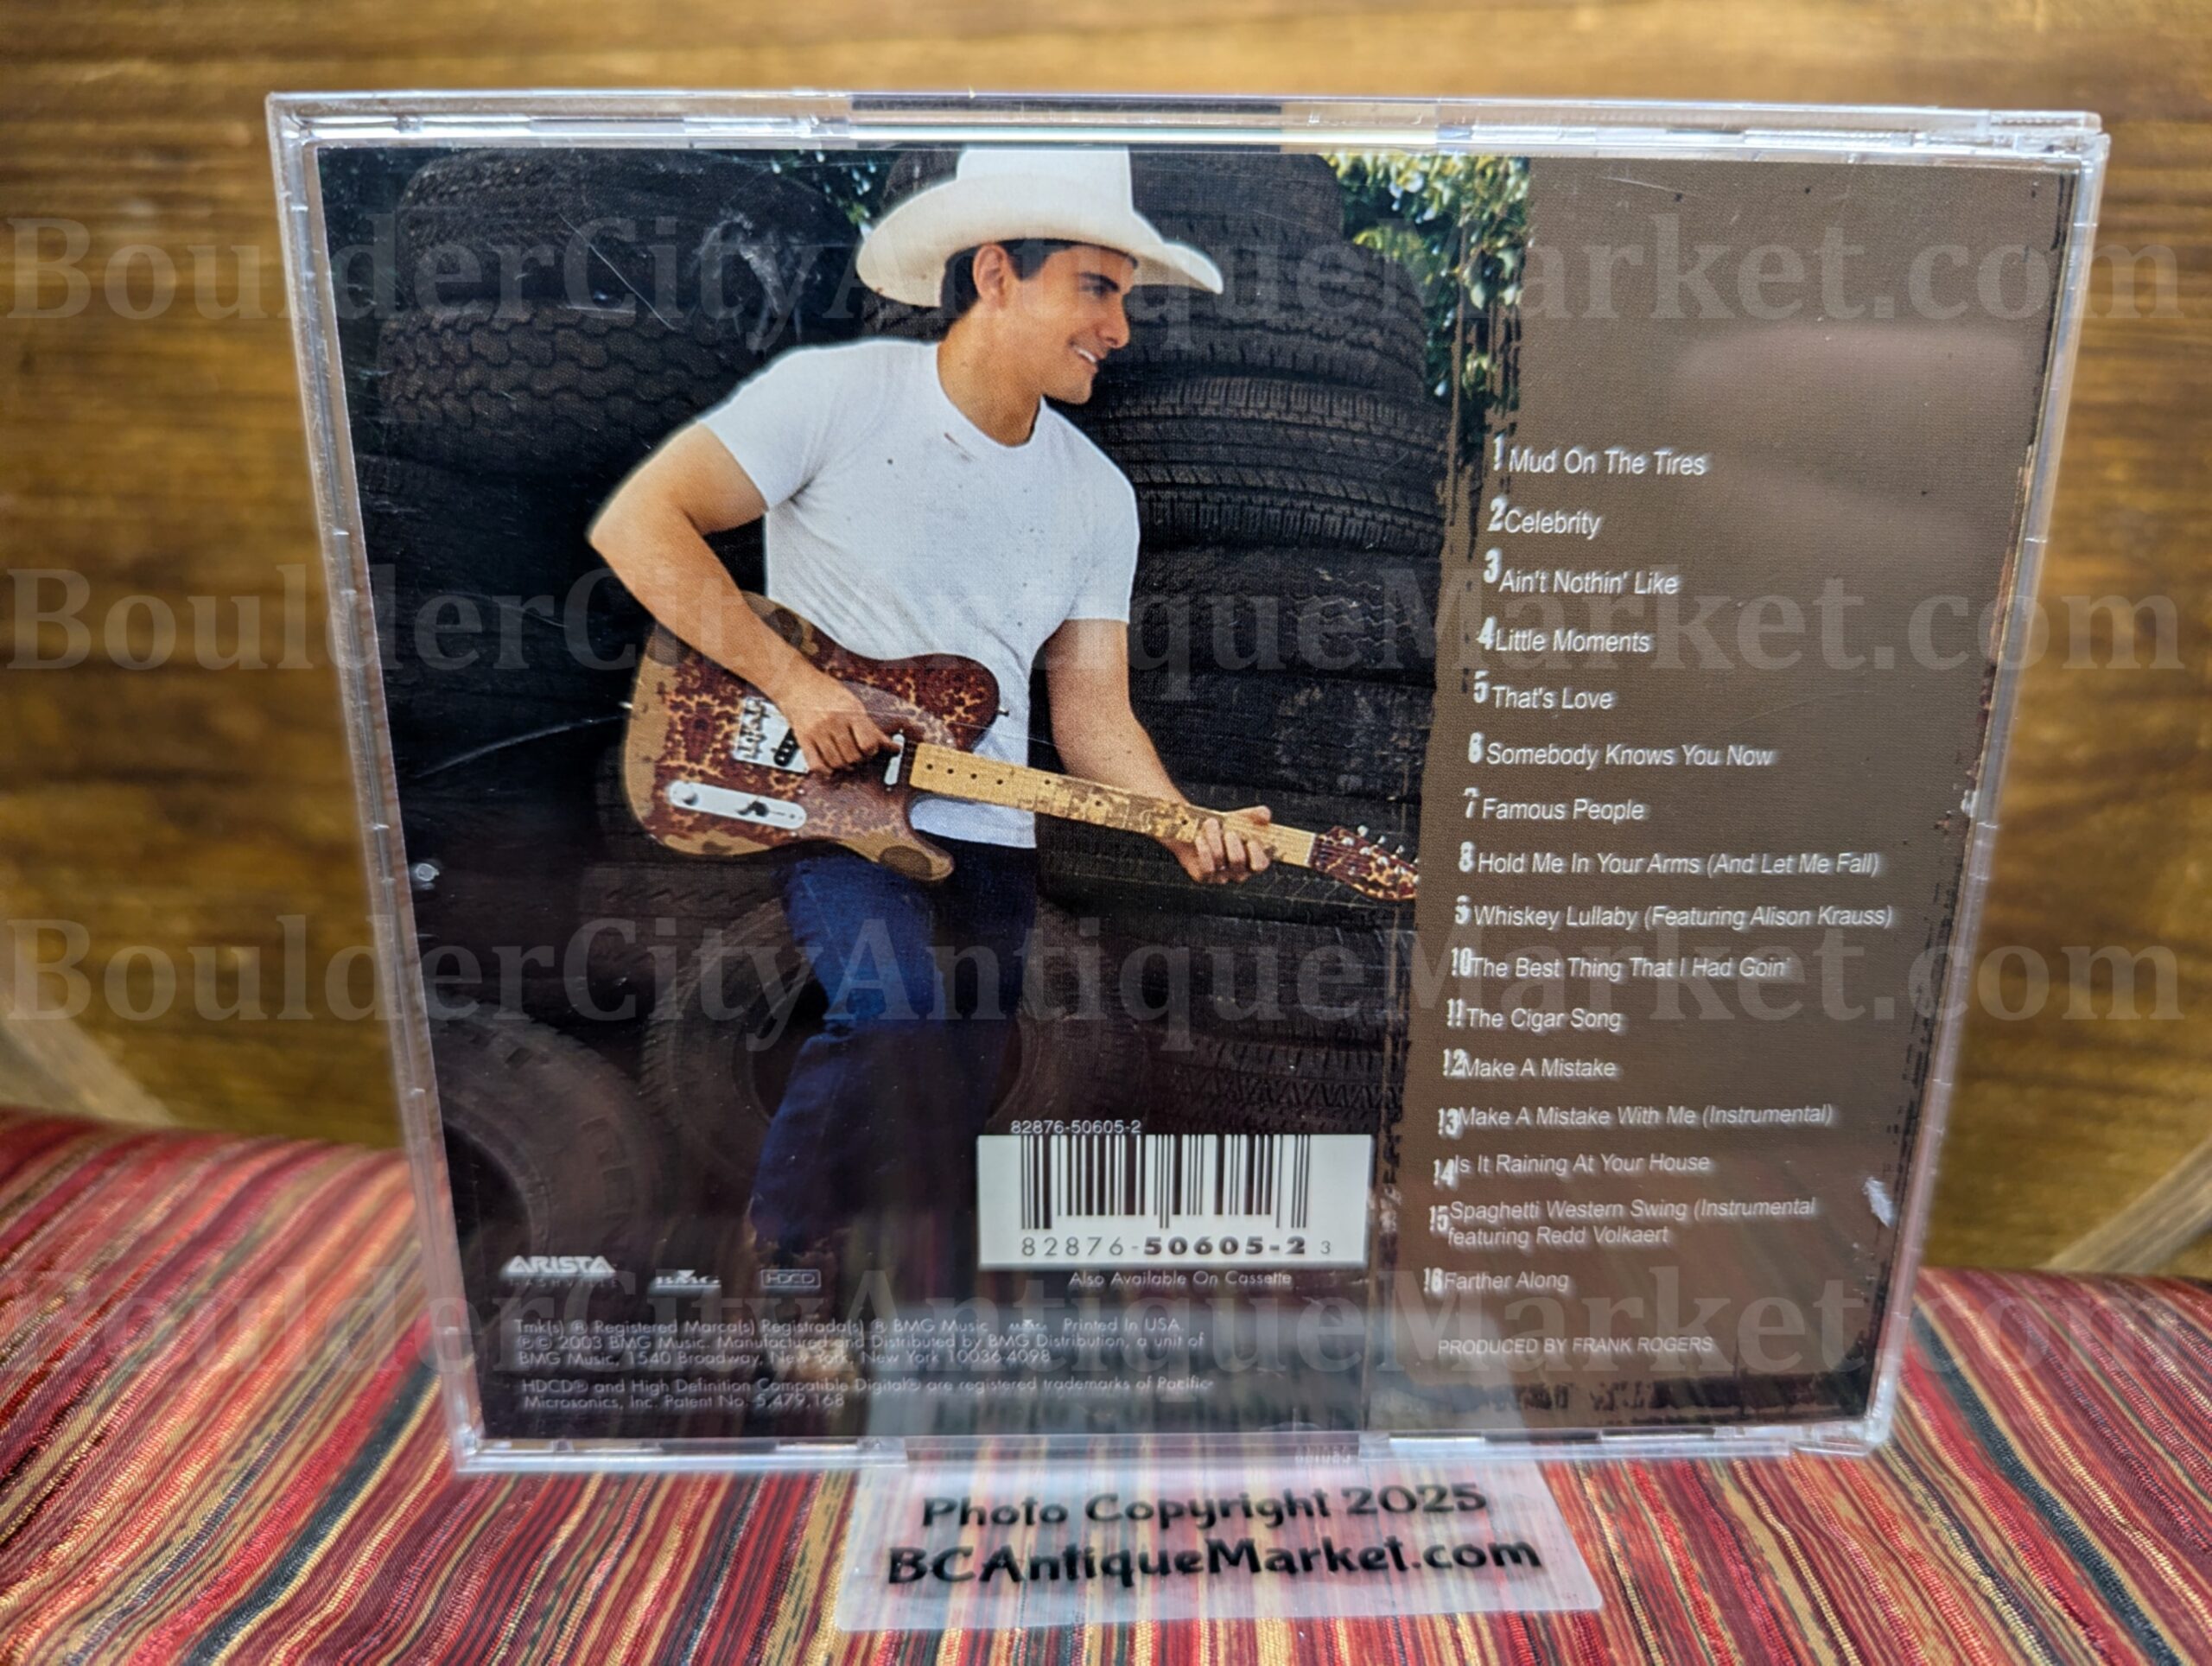 BoulderCityAntiqueMarket.com
1 Mud On The Tires
2 Celebrity
3 Ain't Nothin' Like
BoulderCityAntiqueMarket.com
4 Little Moments
5 That's Love
6 Somebody Knows You Now
7 Famous People
8 Hold Me In Your Arms (And Let Me Fall)
9 Whiskey Lullaby (Featuring Alison Krauss)
BoulderCityAntiqueMarket.com
10 The Best Thing That I Had Goin'
11 The Cigar Song
12 Make A Mistake
13 Make A Mistake With Me (Instrumental)
14 Is It Raining At Your House
15 Spaghetti Western Swing (Instrumental
featuring Redd Volkaert
16 Farther Along
PRODUCED BY FRANK ROGERS
82876-50605-2
82876-50605-2 3
Also Available On Cassette
ARISTA
NASHVILLE
BMG
HDCD
BoulderCityAntiqueMarket.com
Tmk(s) ® Registered Marca(s) Registrada(s) ® BMG Music Printed In USA.
℗© 2003 BMG Music. Manufactured and Distributed by BMG Distribution, a unit of
BMG Music, 1540 Broadway, New York, New York 10036-4098
HDCD® and High Definition Compatible Digital® are registered trademarks of Pacific
Microsonics, Inc. Patent No. 5,479,168
Photo Copyright 2025
BCAntiqueMarket.com